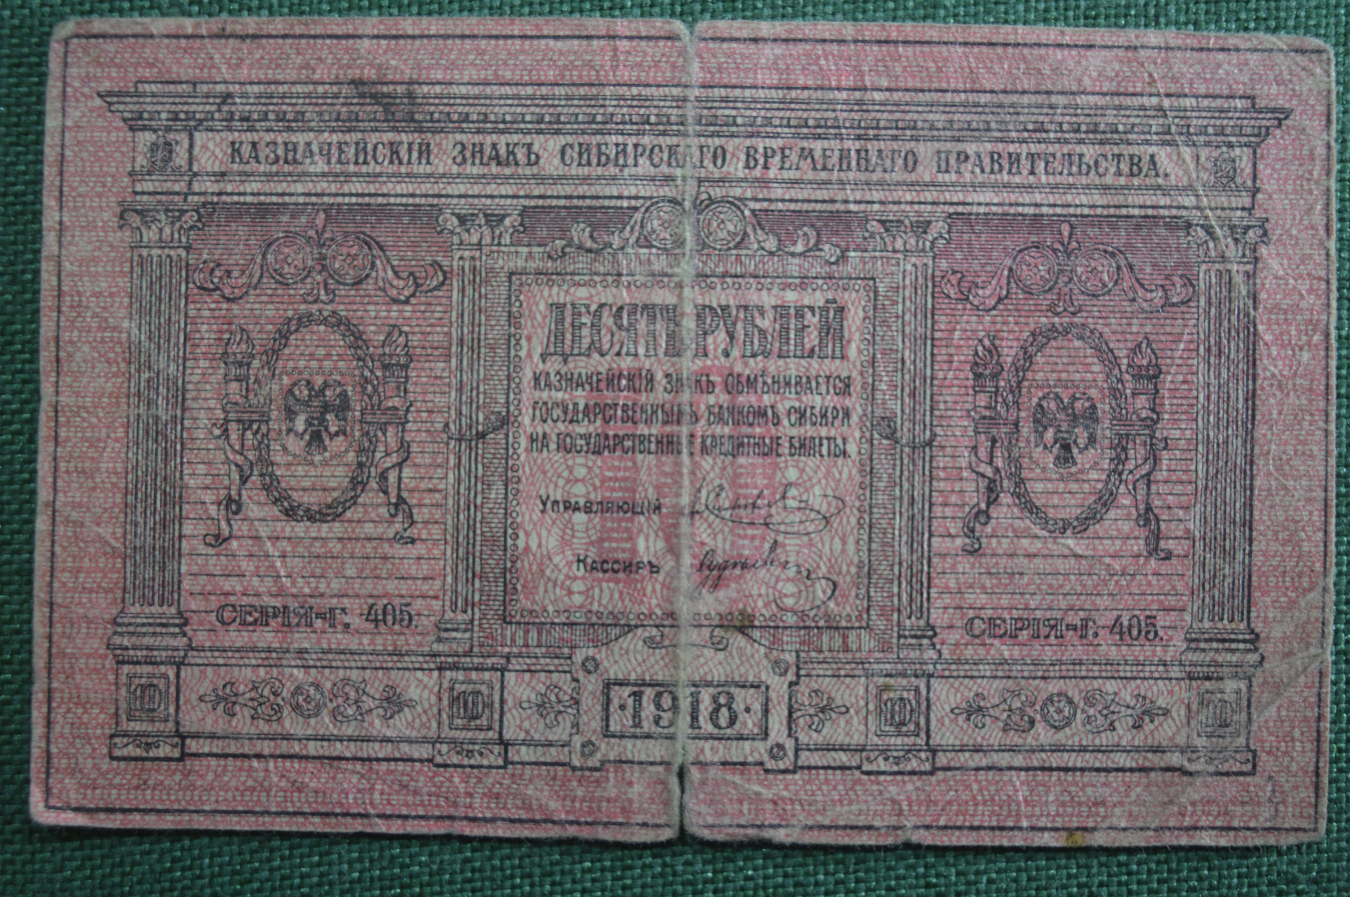 КАЗНАЧЕЙСКІЙ ЗНАКЪ СИБИРСКАГО ВРЕМЕННАГО ПРАВИТЕЛЬСТВА.
ДЕСЯТЬ РУБЛЕЙ
КАЗНАЧЕЙСКІЙ ЗНАКЪ ОБМѢНИВАЕТСЯ
ГОСУДАРСТВЕННЫМЪ БАНКОМЪ СИБИРИ
НА ГОСУДАРСТВЕННЫЕ КРЕДИТНЫЕ БИЛЕТЫ.
УПРАВЛЯЮЩІЙ
КАССИРЪ
СЕРІЯ-Г. 405. СЕРІЯ-Г. 405.
10 10 ·1918· 10 10